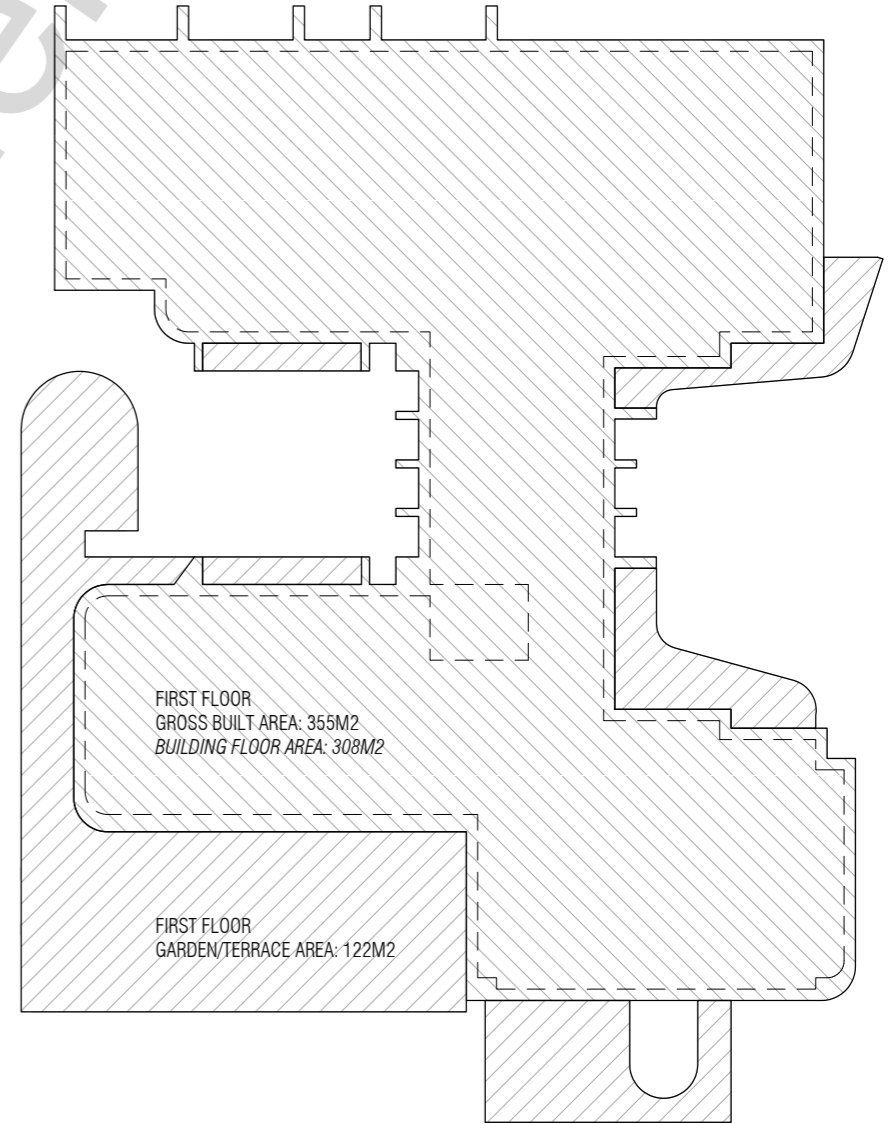 FIRST FLOOR
GROSS BUILT AREA: 355M2
BUILDING FLOOR AREA: 308M2
FIRST FLOOR
GARDEN/TERRACE AREA: 122M2